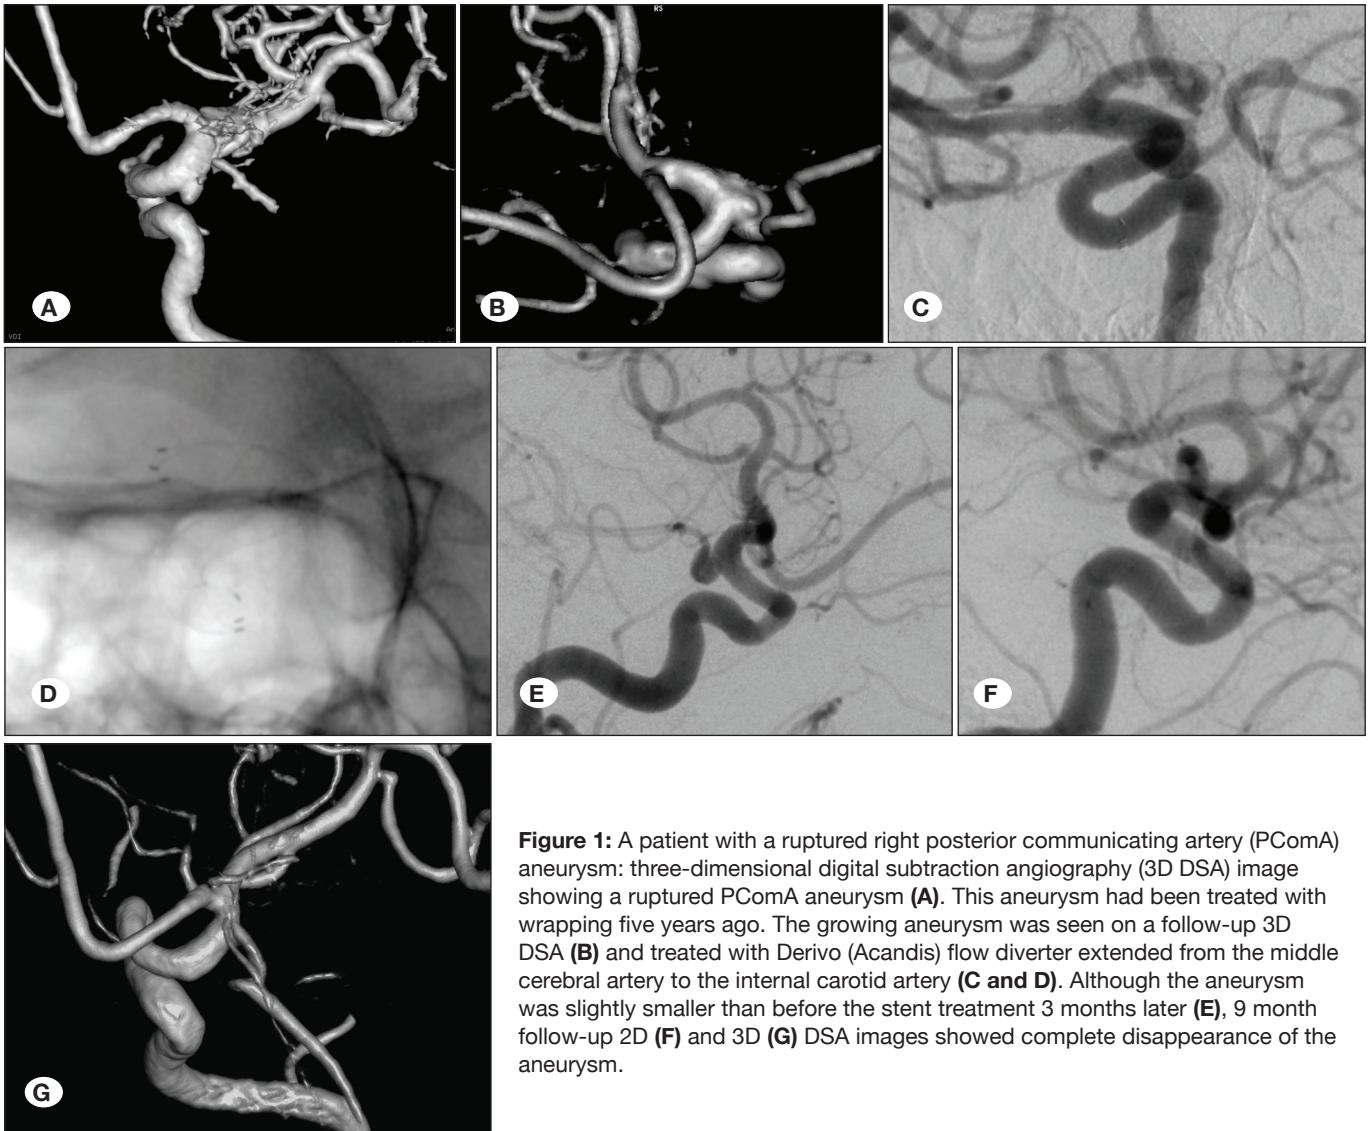 RS
A
B
C
VOI
An
D
E
F
G
Figure 1: A patient with a ruptured right posterior communicating artery (PComA)
aneurysm: three-dimensional digital subtraction angiography (3D DSA) image
showing a ruptured PComA aneurysm (A). This aneurysm had been treated with
wrapping five years ago. The growing aneurysm was seen on a follow-up 3D
DSA (B) and treated with Derivo (Acandis) flow diverter extended from the middle
cerebral artery to the internal carotid artery (C and D). Although the aneurysm
was slightly smaller than before the stent treatment 3 months later (E), 9 month
follow-up 2D (F) and 3D (G) DSA images showed complete disappearance of the
aneurysm.